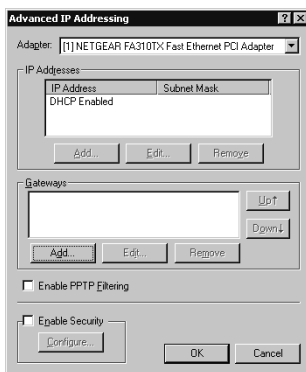 Advanced IP Addressing
Adapter: [1] NETGEAR FA310TX Fast Ethernet PCI Adapter
IP Addresses
IP Address Subnet Mask
DHCP Enabled
Add... Edit... Remove
Gateways
Up↑
Down↓
Add... Edit... Remove
Enable PPTP Filtering
Enable Security
Configure...
OK Cancel